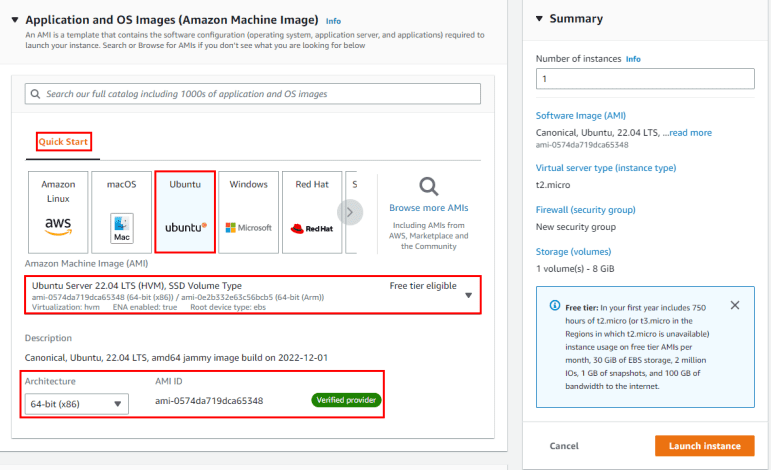 Application and OS Images (Amazon Machine Image) Info
An AMI is a template that contains the software configuration (operating system, application server, and applications) required to
launch your instance. Search or Browse for AMIs if you don't see what you are looking for below
Search our full catalog including 1000s of application and OS images
Quick Start
Amazon
Linux
aws
macOS
Mac
Ubuntu
ubuntu
Windows
Microsoft
Red Hat
Red Hat
S
Browse more AMIs
Including AMIs from
AWS, Marketplace and
the Community
Amazon Machine Image (AMI)
Ubuntu Server 22.04 LTS (HVM), SSD Volume Type Free tier eligible
ami-0574da719dca65348 (64-bit (x86)) / ami-0e2b332e63c56bcb5 (64-bit (Arm))
Virtualization: hvm ENA enabled: true Root device type: ebs
Description
Canonical, Ubuntu, 22.04 LTS, amd64 jammy image build on 2022-12-01
Architecture AMI ID
64-bit (x86) ami-0574da719dca65348 Verified provider
Summary
Number of instances Info
1
Software Image (AMI)
Canonical, Ubuntu, 22.04 LTS, ...read more
ami-0574da719dca65348
Virtual server type (instance type)
t2.micro
Firewall (security group)
New security group
Storage (volumes)
1 volume(s) - 8 GiB
Free tier: In your first year includes 750
hours of t2.micro (or t3.micro in the
Regions in which t2.micro is unavailable)
instance usage on free tier AMIs per
month, 30 GiB of EBS storage, 2 million
IOs, 1 GB of snapshots, and 100 GB of
bandwidth to the internet.
Cancel Launch instance